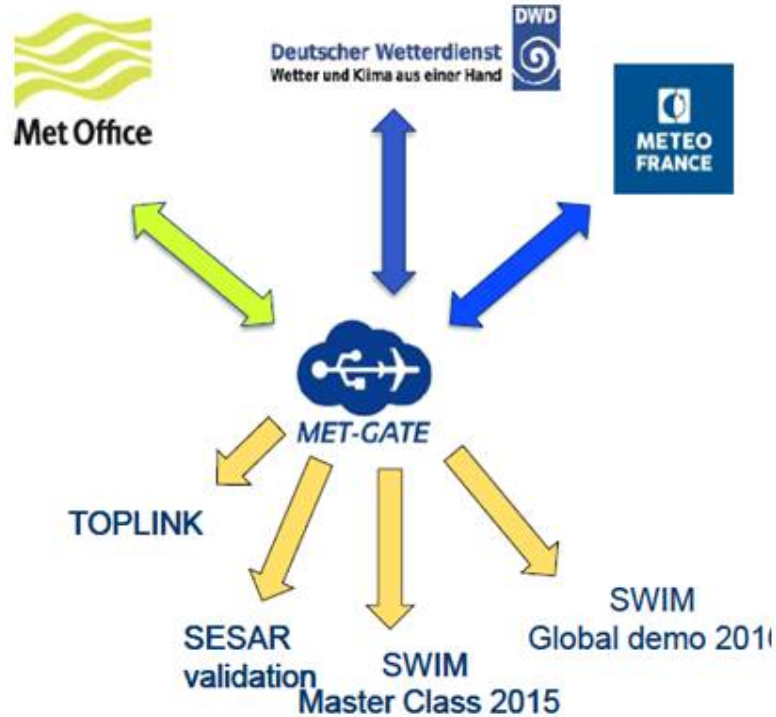 Met Office
Deutscher Wetterdienst
Wetter und Klima aus einer Hand
DWD
METEO
FRANCE
MET-GATE
TOPLINK
SESAR
validation
SWIM
Master Class 2015
SWIM
Global demo